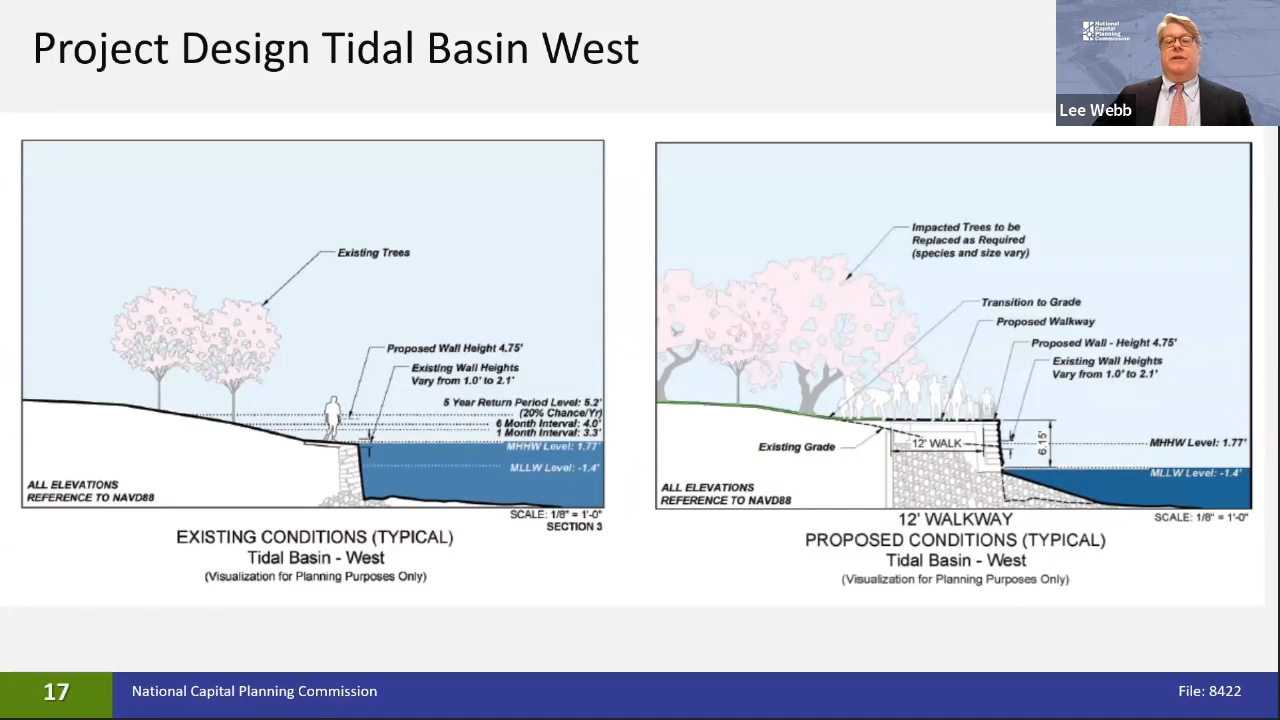 Project Design Tidal Basin West
National
Capital
Planning
Commission
Lee Webb
Existing Trees
Proposed Wall Height 4.75'
Existing Wall Heights
Vary from 1.0' to 2.1'
5 Year Return Period Level: 5.2'
(20% Chance/Yr)
6 Month Interval: 4.0'
1 Month Interval: 3.3'
MHHW Level: 1.77'
MLLW Level: -1.4'
ALL ELEVATIONS
REFERENCE TO NAVD88
SCALE: 1/8" = 1'-0"
SECTION 3
EXISTING CONDITIONS (TYPICAL)
Tidal Basin - West
(Visualization for Planning Purposes Only)
Impacted Trees to be
Replaced as Required
(species and size vary)
Transition to Grade
Proposed Walkway
Proposed Wall - Height 4.75'
Existing Wall Heights
Vary from 1.0' to 2.1'
Existing Grade
12' WALK
6.15'
MHHW Level: 1.77'
MLLW Level: -1.4'
ALL ELEVATIONS
REFERENCE TO NAVD88
SCALE: 1/8" = 1'-0"
12' WALKWAY
PROPOSED CONDITIONS (TYPICAL)
Tidal Basin - West
(Visualization for Planning Purposes Only)
17
National Capital Planning Commission
File: 8422